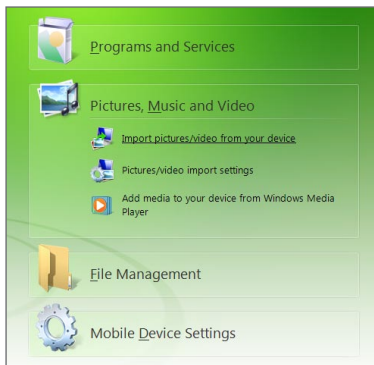 Programs and Services
Pictures, Music and Video
Import pictures/video from your device
Pictures/video import settings
Add media to your device from Windows Media
Player
File Management
Mobile Device Settings